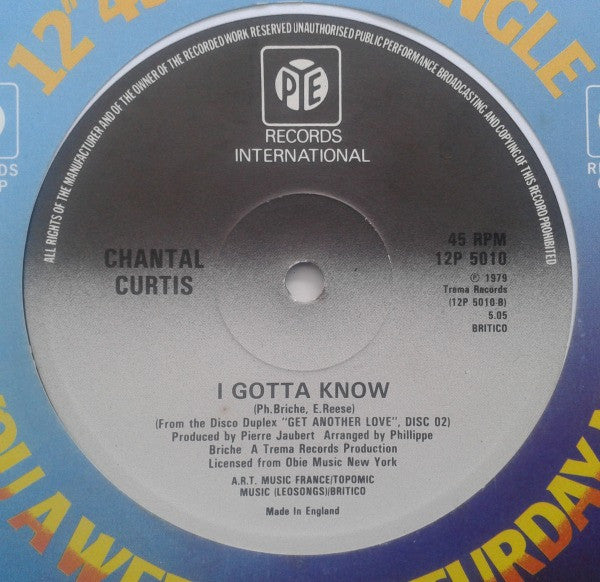 12" 45
NGLE
ALL RIGHTS OF THE MANUFACTURER AND OF THE OWNER OF THE RECORDED WORK RESERVED UNAUTHORISED PUBLIC PERFORMANCE BROADCASTING AND COPYING OF THIS RECORD PROHIBITED
PYE
RECORDS
INTERNATIONAL
CHANTAL
CURTIS
45 RPM
12P 5010
℗ 1979
Trema Records
(12P 5010 B)
5.05
BRITICO
I GOTTA KNOW
(Ph.Briche, E.Reese)
(From the Disco Duplex "GET ANOTHER LOVE", DISC 02)
Produced by Pierre Jaubert Arranged by Phillippe
Briche A Trema Records Production
Licensed from Obie Music New York
A.R.T. MUSIC FRANCE/TOPOMIC
MUSIC (LEOSONGS)/BRITICO
Made in England
YOU A WE
TURDAY